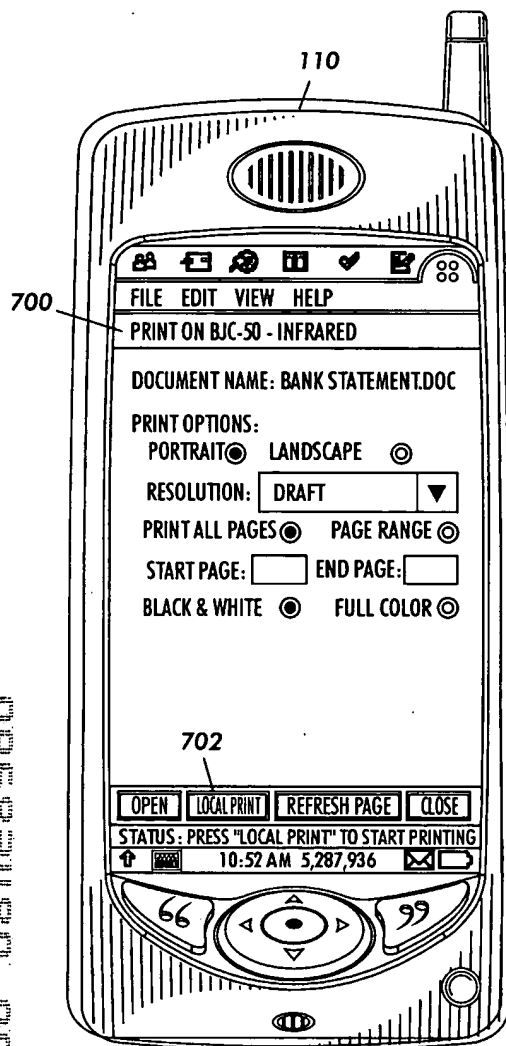 110
700
FILE EDIT VIEW HELP
PRINT ON BJC-50 - INFRARED
DOCUMENT NAME: BANK STATEMENT.DOC
PRINT OPTIONS:
PORTRAIT LANDSCAPE
RESOLUTION: DRAFT
PRINT ALL PAGES PAGE RANGE
START PAGE: END PAGE:
BLACK & WHITE FULL COLOR
702
OPEN LOCAL PRINT REFRESH PAGE CLOSE
STATUS : PRESS "LOCAL PRINT" TO START PRINTING
10:52 AM 5,287,936